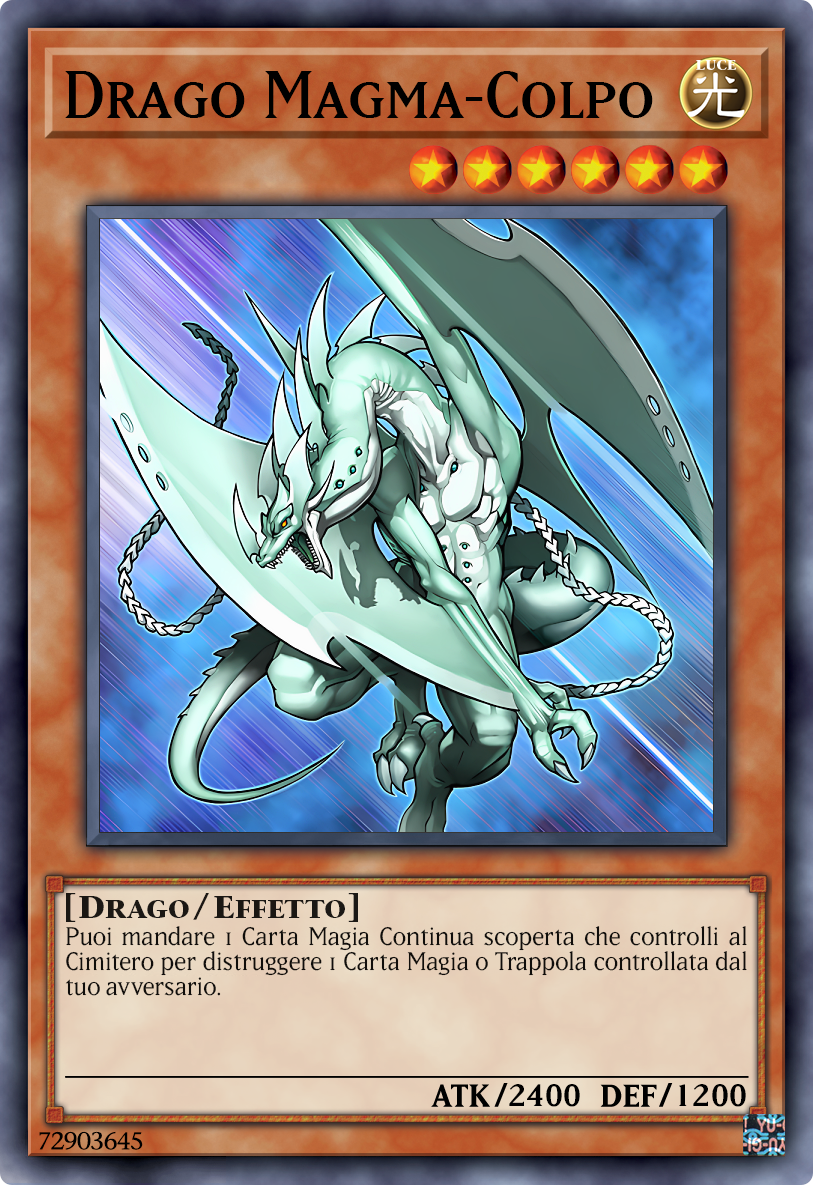 Drago Magma-Colpo
LUCE
光
[Drago/Effetto]
Puoi mandare 1 Carta Magia Continua scoperta che controlli al
Cimitero per distruggere 1 Carta Magia o Trappola controllata dal
tuo avversario.
ATK/2400 DEF/1200
72903645